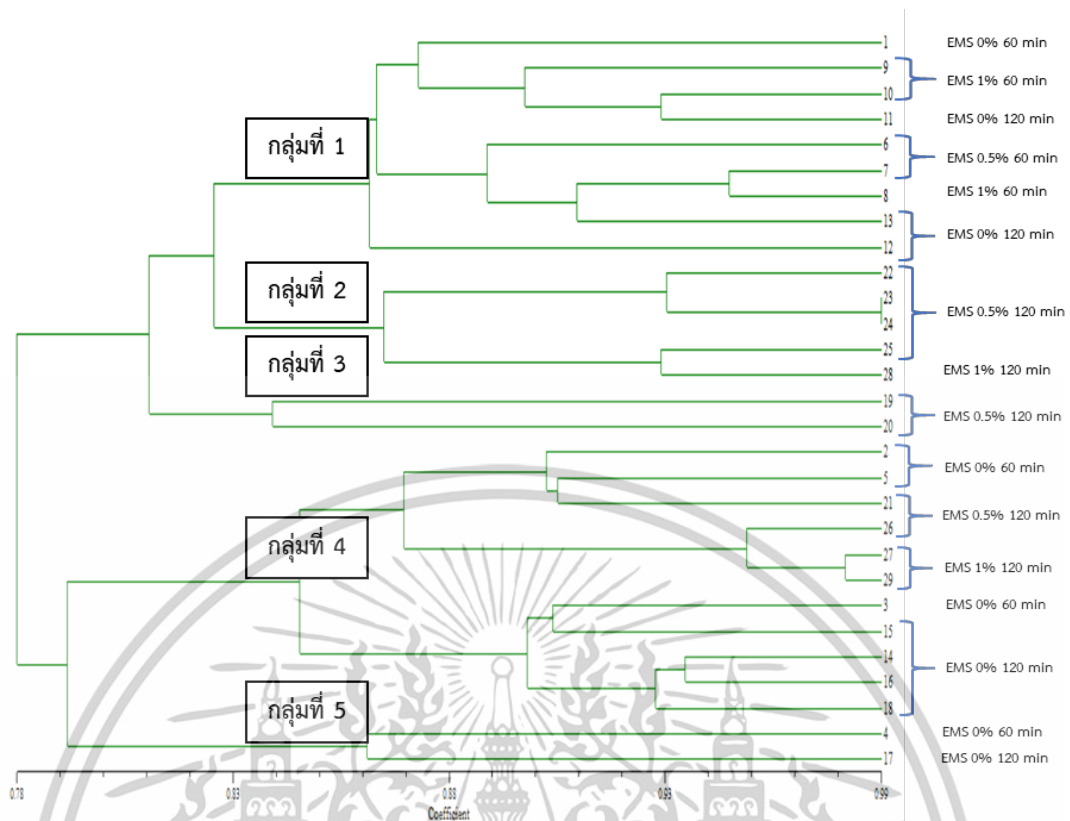 1 EMS 0% 60 min
9
EMS 1% 60 min
10
11 EMS 0% 120 min
กลุ่มที่ 1
6
EMS 0.5% 60 min
7
8 EMS 1% 60 min
13
EMS 0% 120 min
12
กลุ่มที่ 2
22
23
EMS 0.5% 120 min
24
กลุ่มที่ 3
25
28 EMS 1% 120 min
19
EMS 0.5% 120 min
20
2
EMS 0% 60 min
5
21
EMS 0.5% 120 min
26
กลุ่มที่ 4
27
EMS 1% 120 min
29
3 EMS 0% 60 min
15
14
EMS 0% 120 min
16
18
กลุ่มที่ 5
4 EMS 0% 60 min
17 EMS 0% 120 min
0.78 0.83 0.88 0.93 0.99
Coefficient